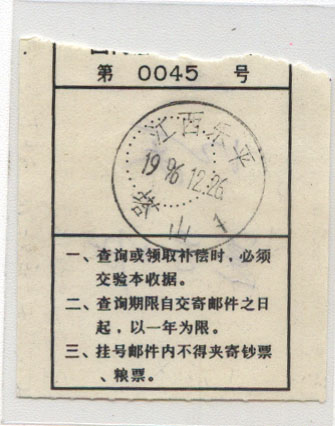 第 0045 号
江西乐平
1996.12.26
山
一、查询或领取补偿时，必须
交验本收据。
二、查询期限自交寄邮件之日
起，以一年为限。
三、挂号邮件内不得夹寄钞票
、粮票。